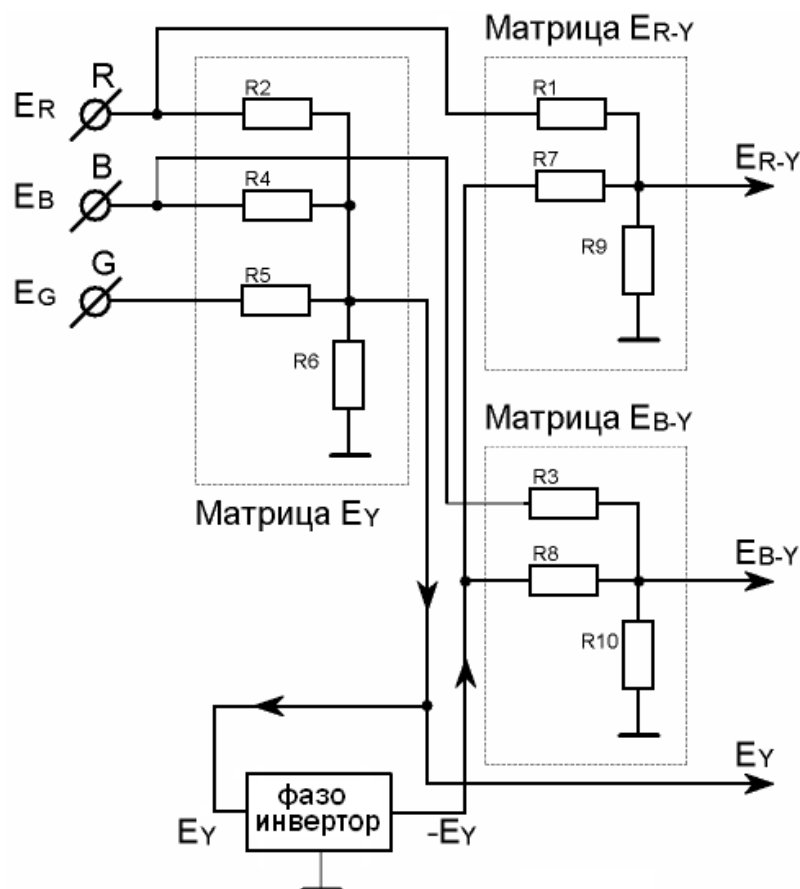 Матрица ER-Y
R
ER
R2
R1
B
EB
R4
R7
ER-Y
G
EG
R5
R9
R6
Матрица EB-Y
Матрица EY
R3
R8
EB-Y
R10
EY
фазо
инвертор
EY
-EY